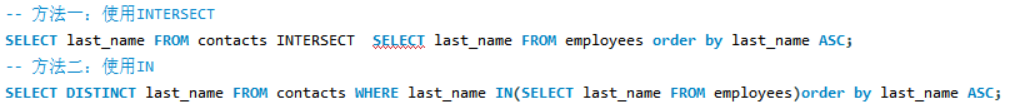 -- 方法一：使用INTERSECT
SELECT last_name FROM contacts INTERSECT  SELECT last_name FROM employees order by last_name ASC;
-- 方法二：使用IN
SELECT DISTINCT last_name FROM contacts WHERE last_name IN(SELECT last_name FROM employees)order by last_name ASC;